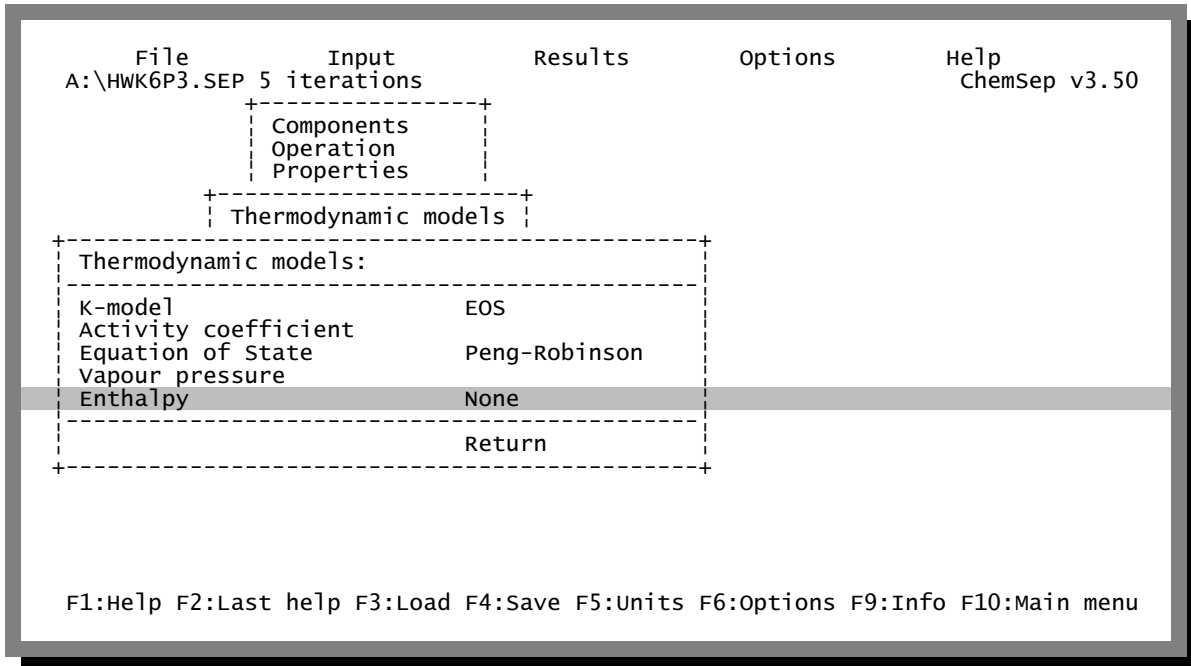 File Input Results Options Help
A:\HWK6P3.SEP 5 iterations ChemSep v3.50
Components
Operation
Properties
Thermodynamic models
Thermodynamic models:
K-model EOS
Activity coefficient
Equation of State Peng-Robinson
Vapour pressure
Enthalpy None
Return
F1:Help F2:Last help F3:Load F4:Save F5:Units F6:Options F9:Info F10:Main menu